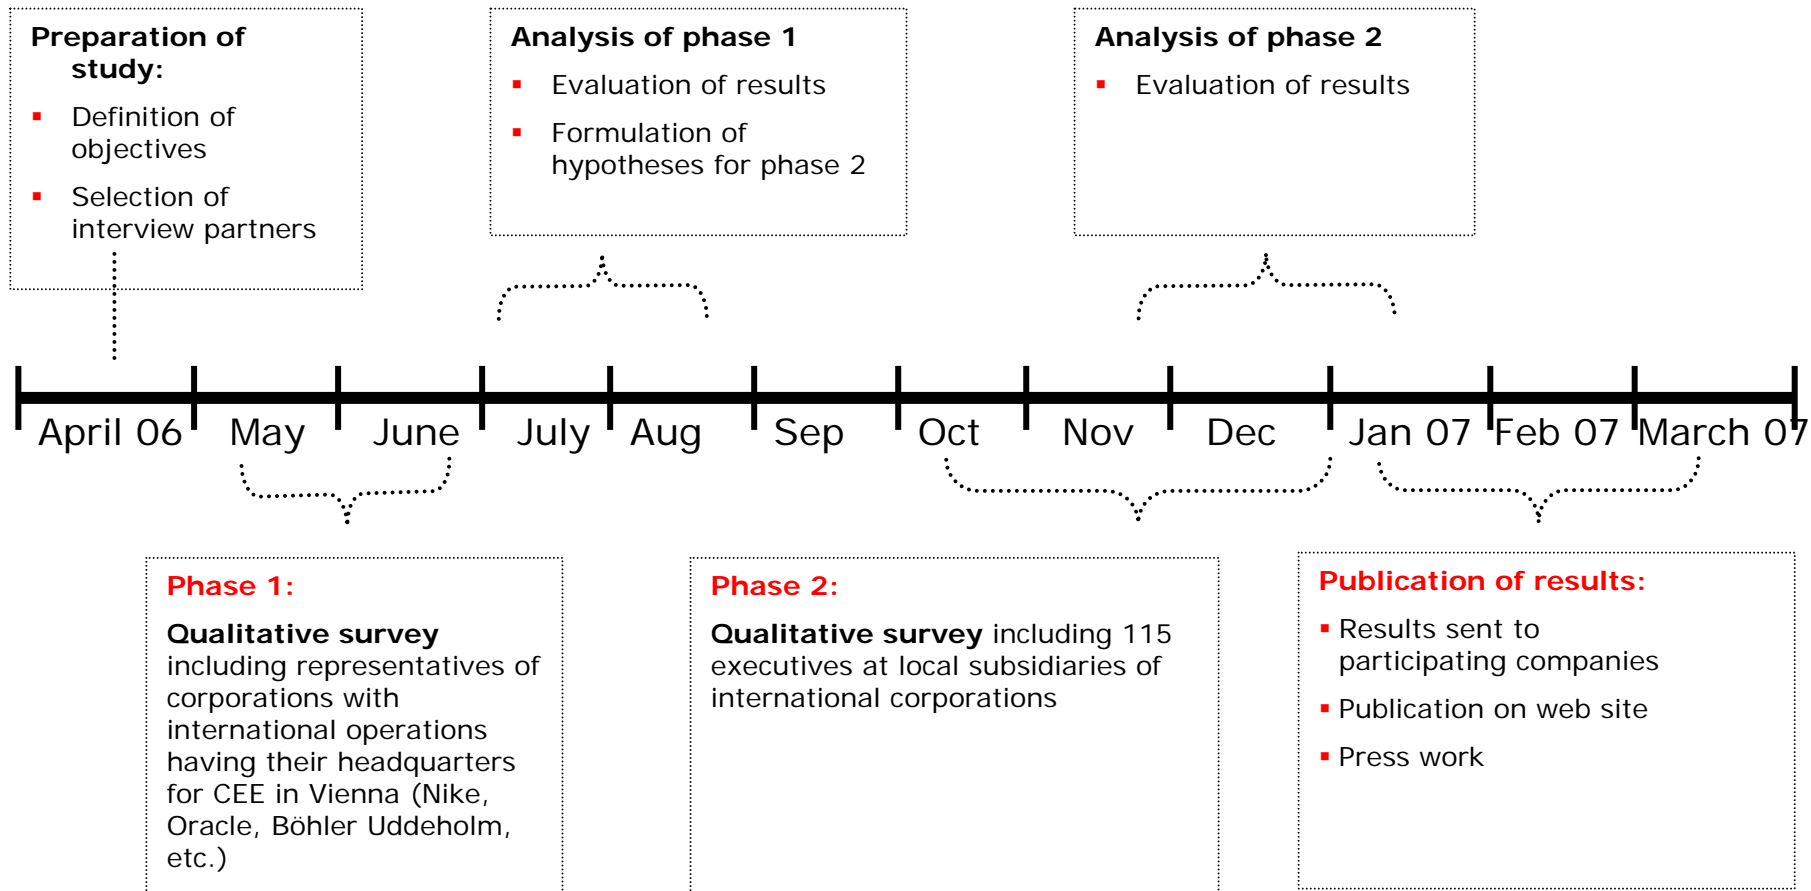 Preparation of
study:
▪ Definition of
objectives
▪ Selection of
interview partners
Analysis of phase 1
▪ Evaluation of results
▪ Formulation of
hypotheses for phase 2
Analysis of phase 2
▪ Evaluation of results
April 06 May June July Aug Sep Oct Nov Dec Jan 07 Feb 07 March 07
Phase 1:
Qualitative survey
including representatives of
corporations with
international operations
having their headquarters
for CEE in Vienna (Nike,
Oracle, Böhler Uddeholm,
etc.)
Phase 2:
Qualitative survey including 115
executives at local subsidiaries of
international corporations
Publication of results:
▪ Results sent to
participating companies
▪ Publication on web site
▪ Press work